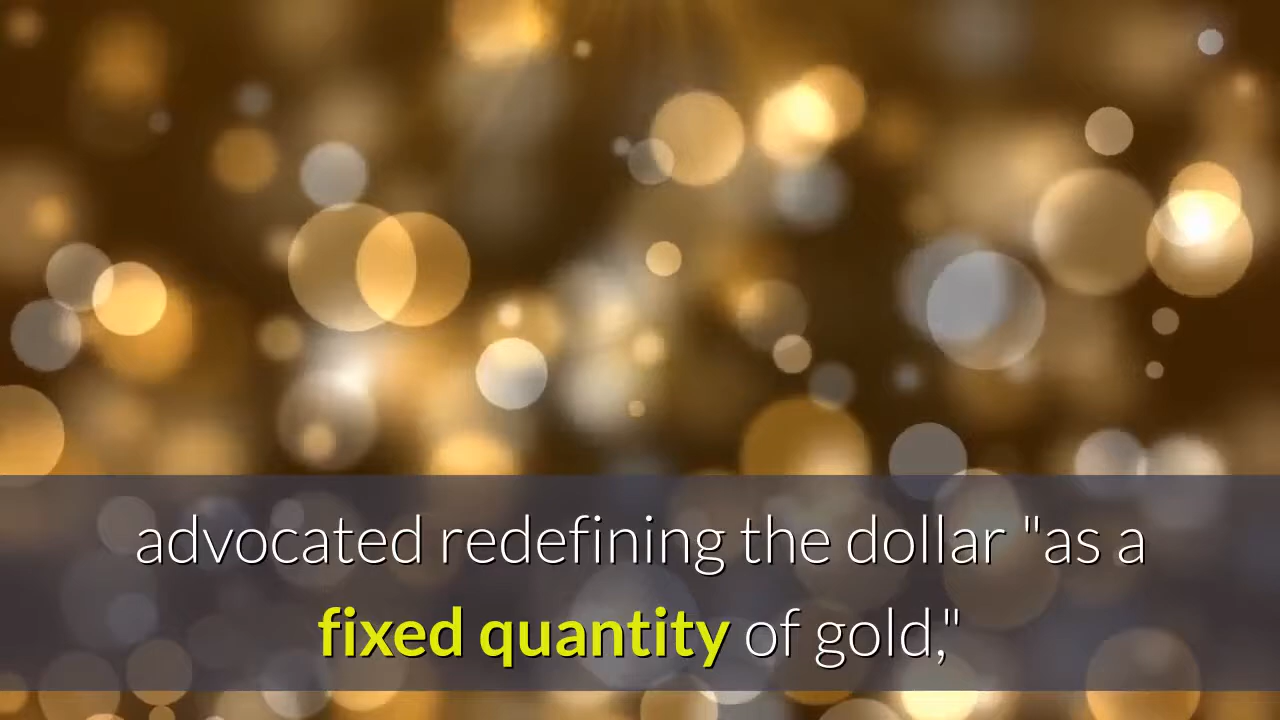 advocated redefining the dollar "as a
fixed quantity of gold,"